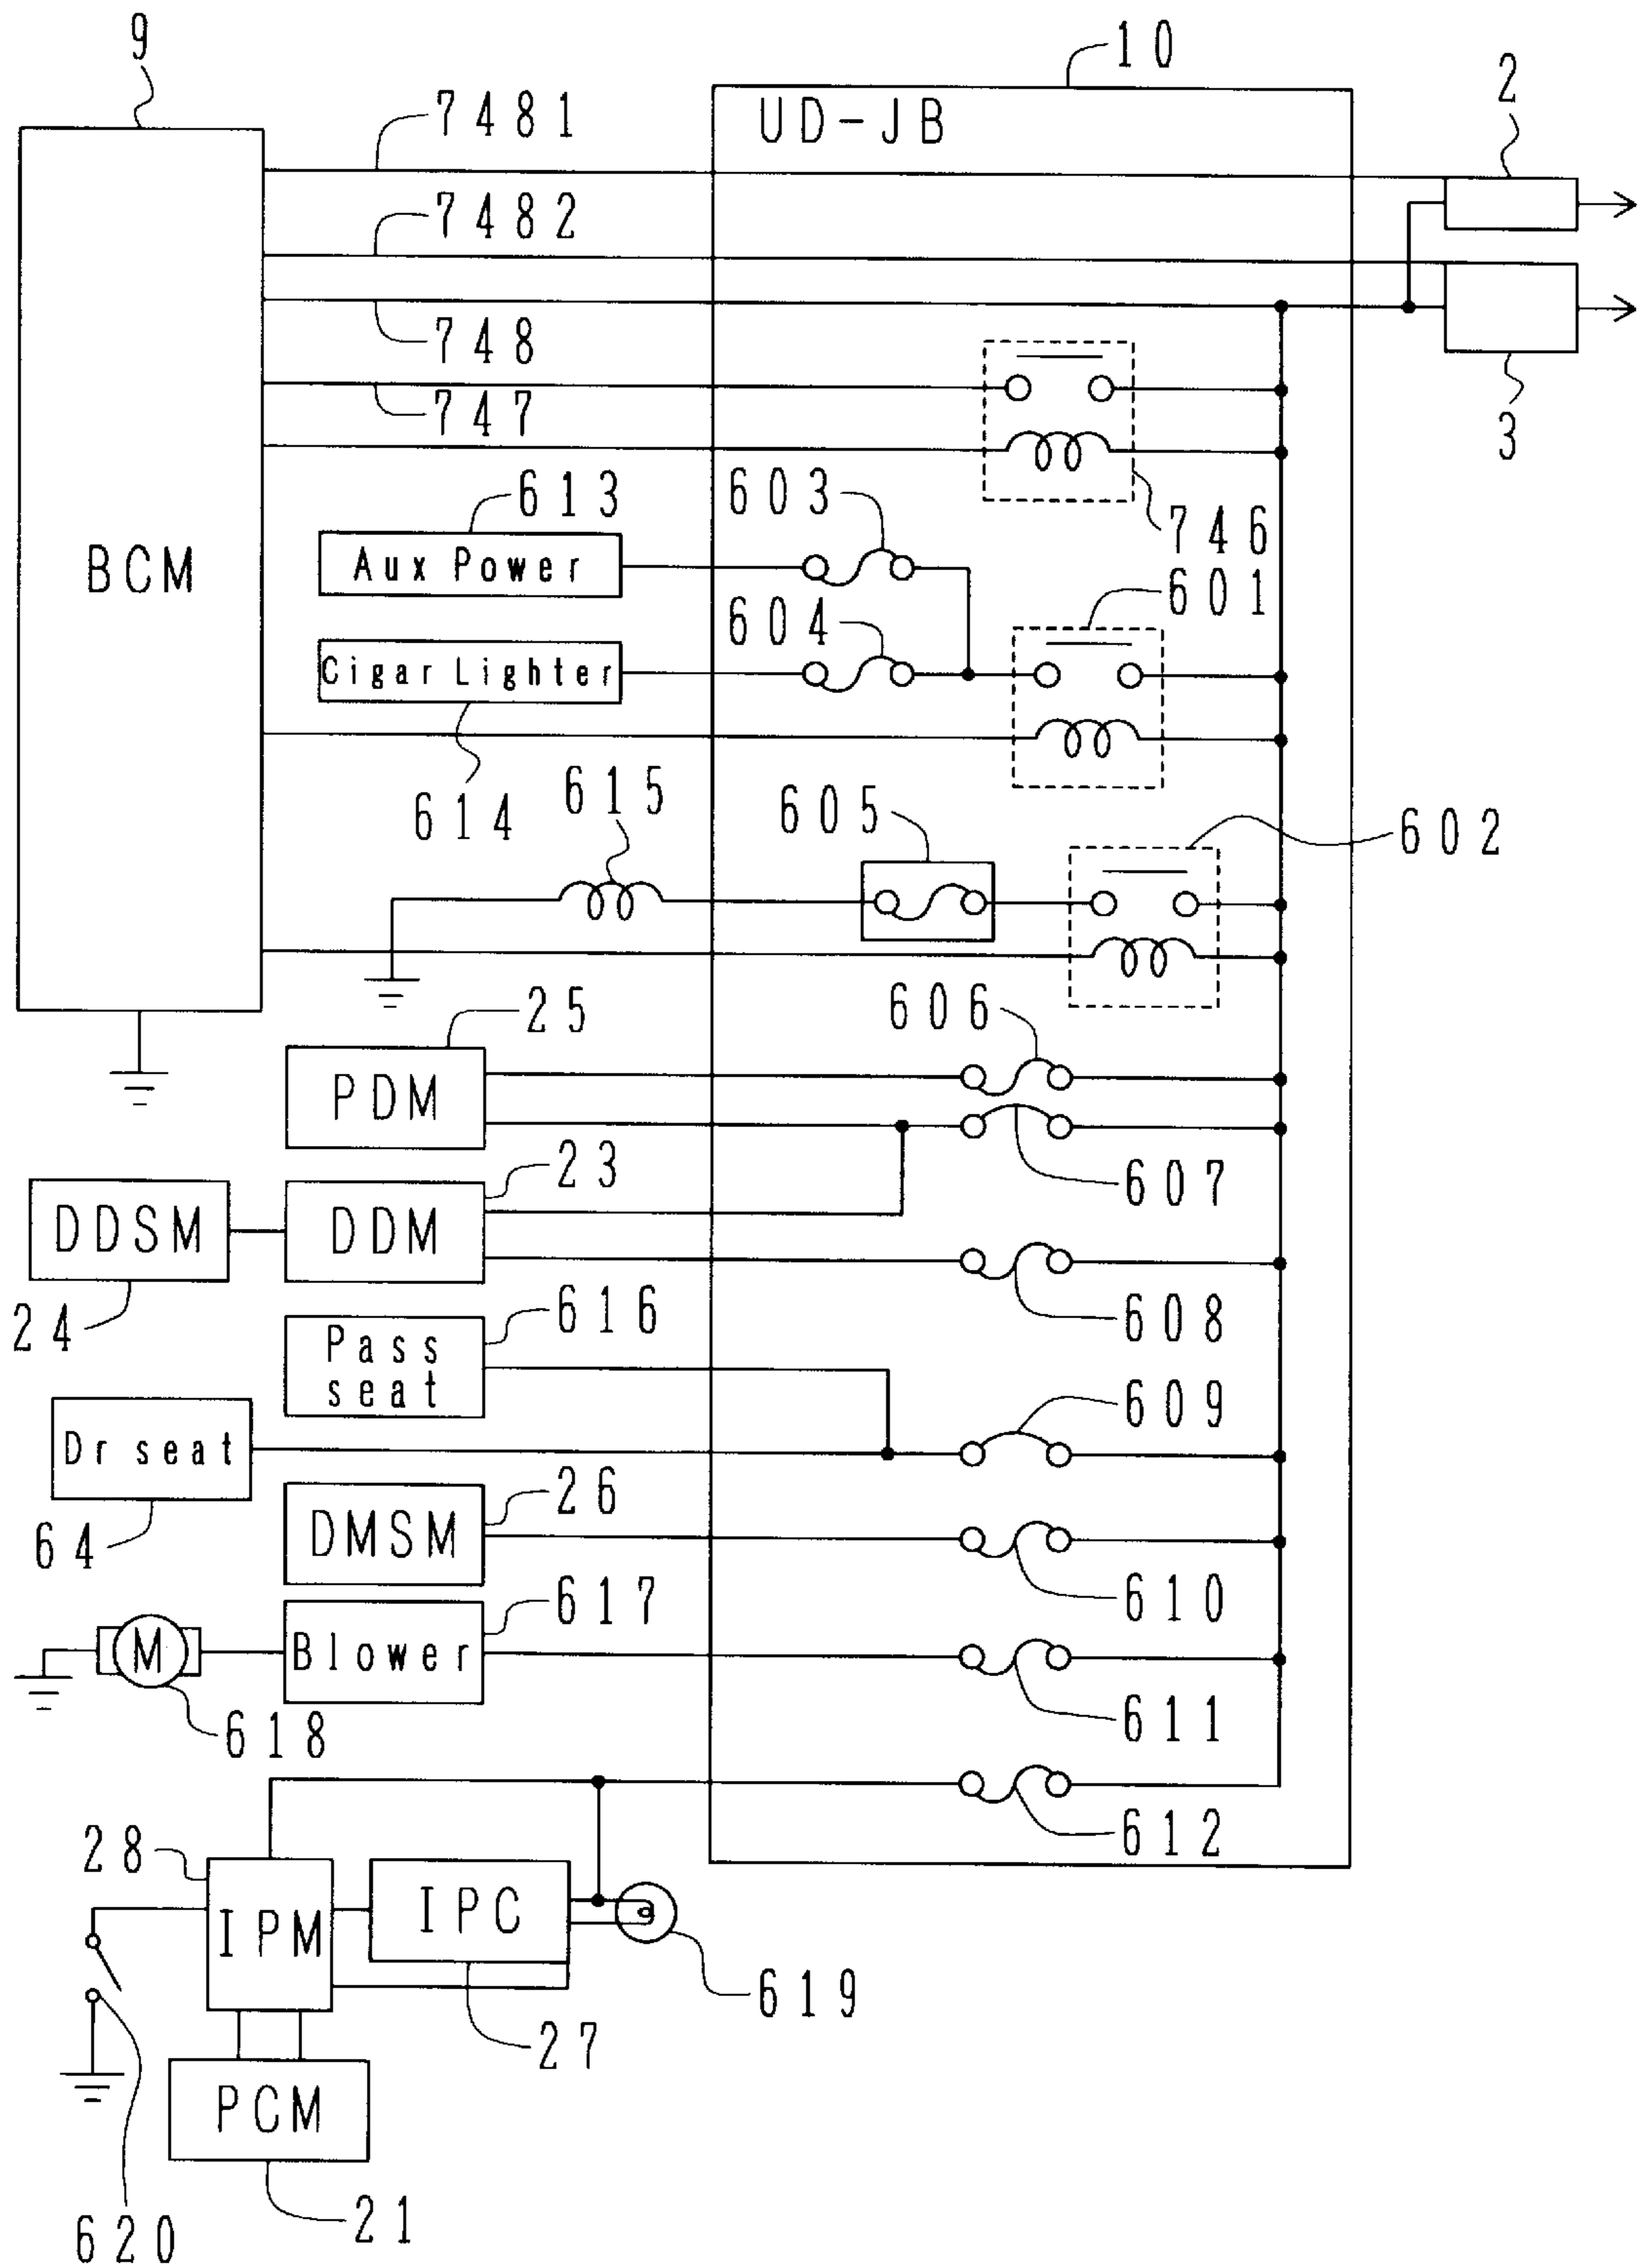 9
10
7481
UD-JB
2
7482
748
747
3
613
603
746
BCM
Aux Power
601
604
Cigar Lighter
614
615
605
602
25
606
PDM
23
607
DDSM
DDM
24
616
608
Pass
seat
609
Dr seat
26
64
DMSM
617
610
M
Blower
618
611
28
612
IPC
IPM
619
27
PCM
620
21